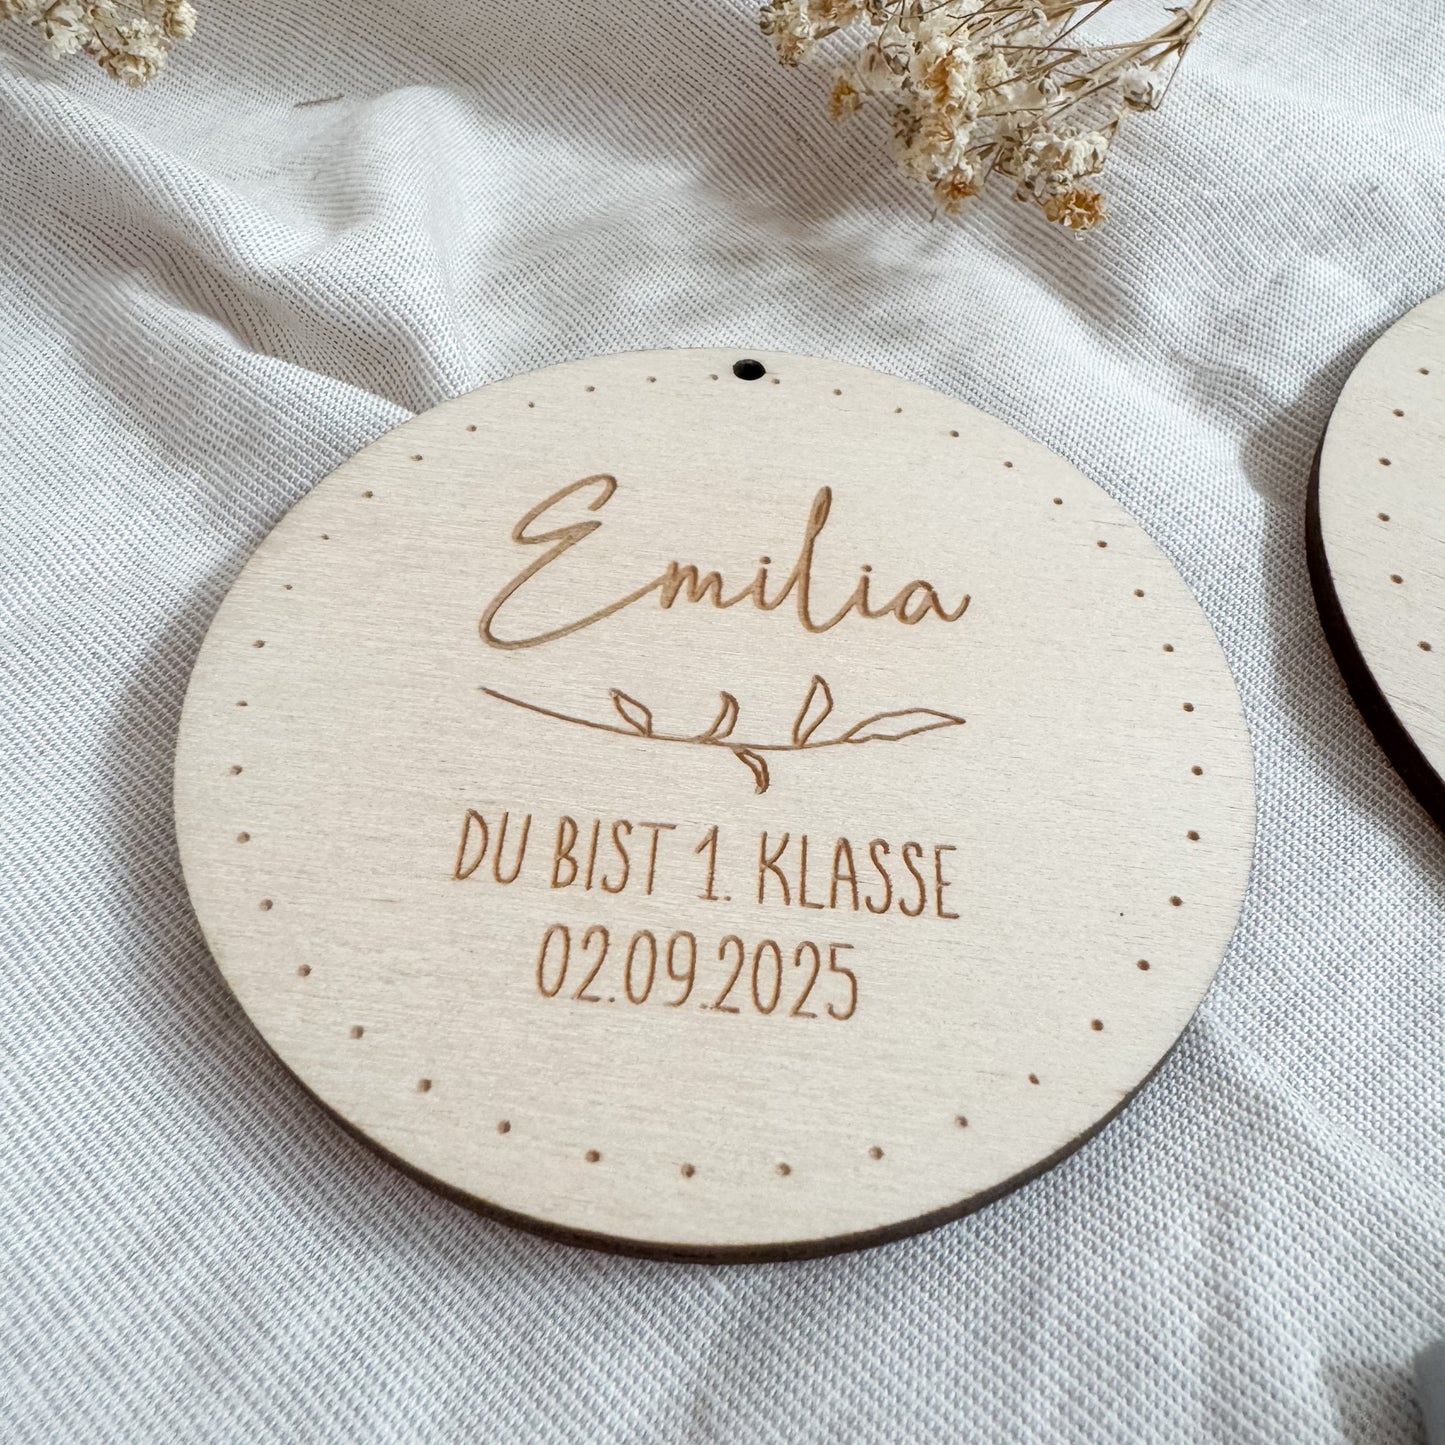 Emilia
DU BIST 1. KLASSE
02.09.2025